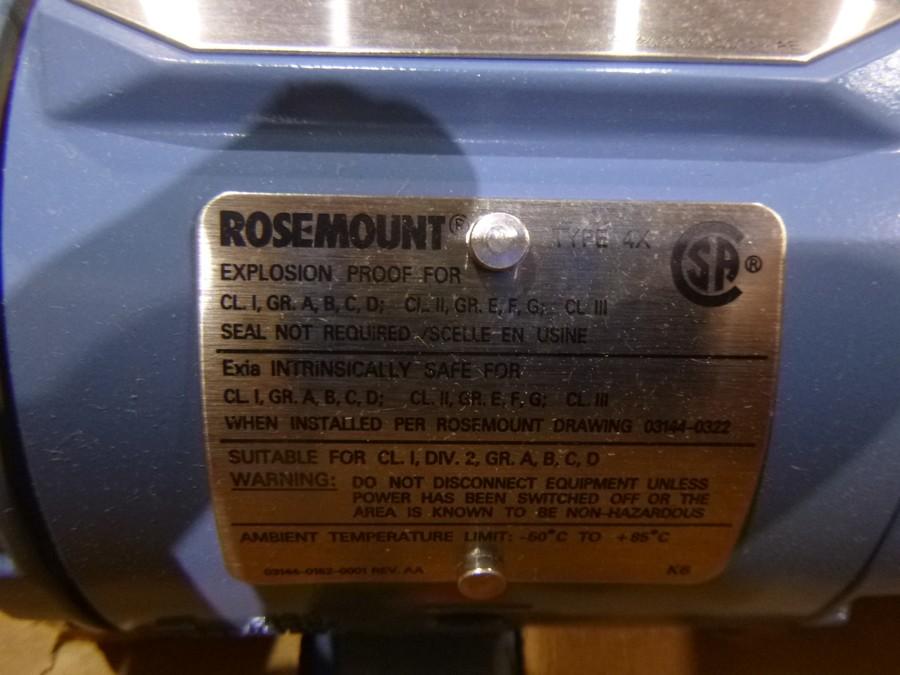 ROSEMOUNT® TYPE 4X
CSA®
EXPLOSION PROOF FOR
CL. I, GR. A, B, C, D; CL. II, GR. E, F, G; CL III
SEAL NOT REQUIRED /SCELLE EN USINE
Exia INTRINSICALLY SAFE FOR
CL. I, GR. A, B, C, D; CL. II, GR. E, F, G; CL. III
WHEN INSTALLED PER ROSEMOUNT DRAWING 03144-0322
SUITABLE FOR CL. I, DIV. 2, GR. A, B, C, D
WARNING: DO NOT DISCONNECT EQUIPMENT UNLESS
POWER HAS BEEN SWITCHED OFF OR THE
AREA IS KNOWN TO BE NON-HAZARDOUS
AMBIENT TEMPERATURE LIMIT: -50°C TO +85°C
03144-0162-0001 REV. AA K6